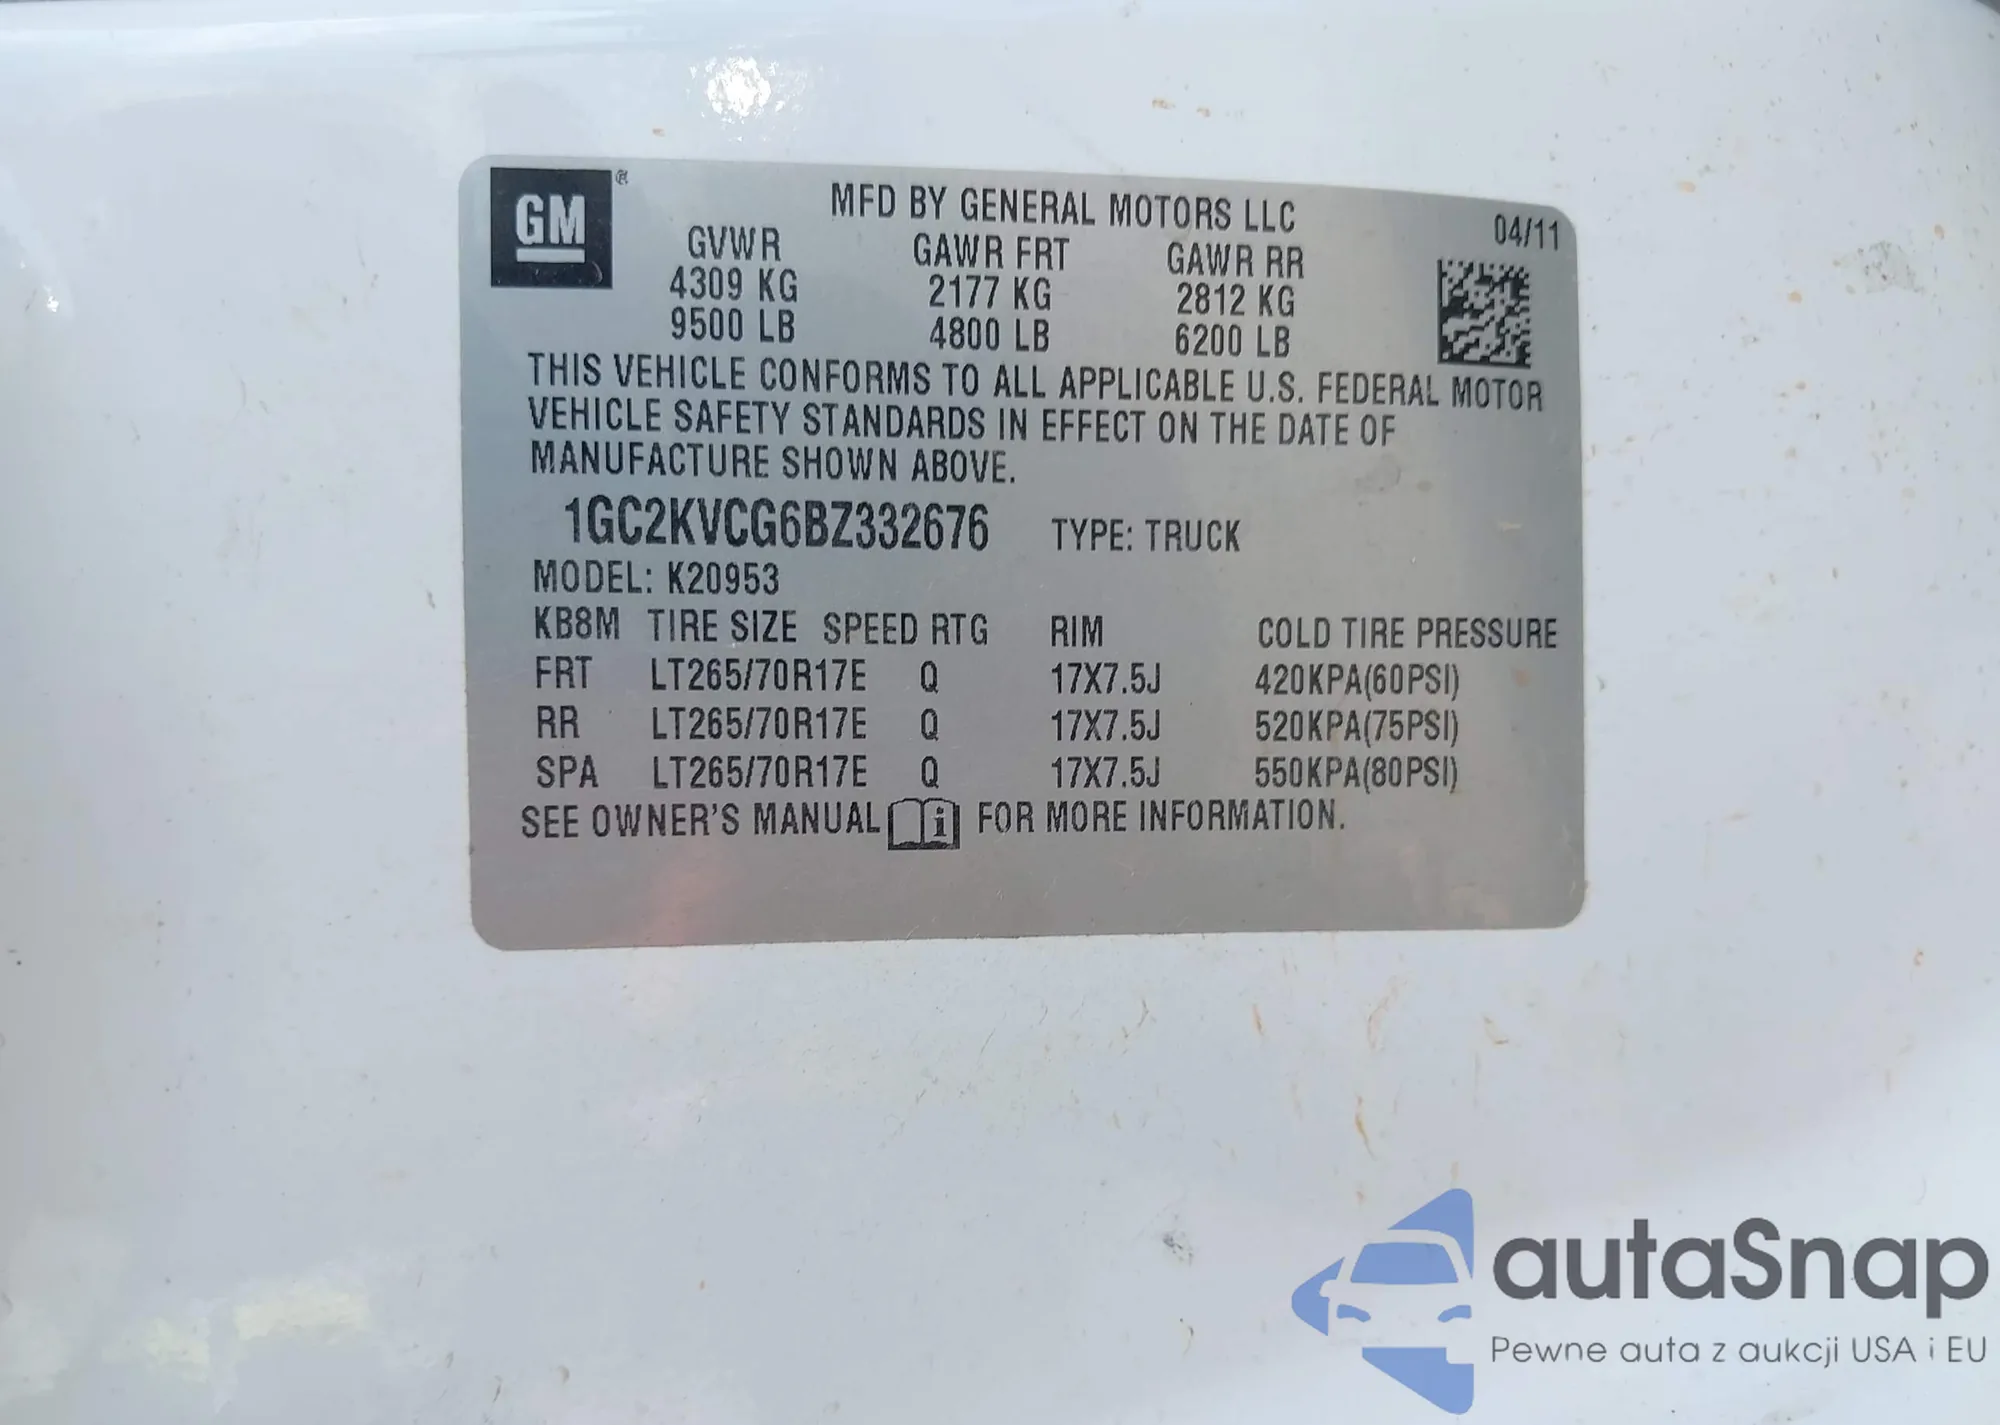 GM ®
MFD BY GENERAL MOTORS LLC
04/11
GVWR GAWR FRT GAWR RR
4309 KG 2177 KG 2812 KG
9500 LB 4800 LB 6200 LB
THIS VEHICLE CONFORMS TO ALL APPLICABLE U.S. FEDERAL MOTOR
VEHICLE SAFETY STANDARDS IN EFFECT ON THE DATE OF
MANUFACTURE SHOWN ABOVE.
1GC2KVCG6BZ332676 TYPE: TRUCK
MODEL: K20953
KB8M TIRE SIZE SPEED RTG RIM COLD TIRE PRESSURE
FRT LT265/70R17E Q 17X7.5J 420KPA(60PSI)
RR LT265/70R17E Q 17X7.5J 520KPA(75PSI)
SPA LT265/70R17E Q 17X7.5J 550KPA(80PSI)
SEE OWNER'S MANUAL i FOR MORE INFORMATION.
autaSnap
Pewne auta z aukcji USA i EU